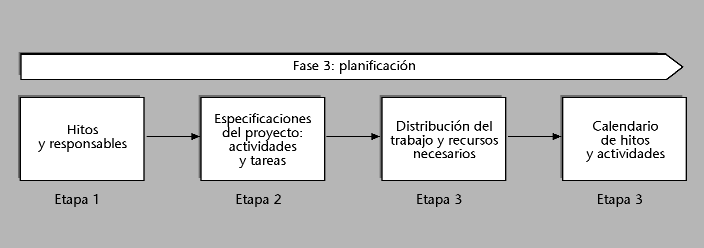 Fase 3: planificación
Hitos
y responsables
Especificaciones
del proyecto:
actividades
y tareas
Distribución del
trabajo y recursos
necesarios
Calendario
de hitos
y actividades
Etapa 1
Etapa 2
Etapa 3
Etapa 3